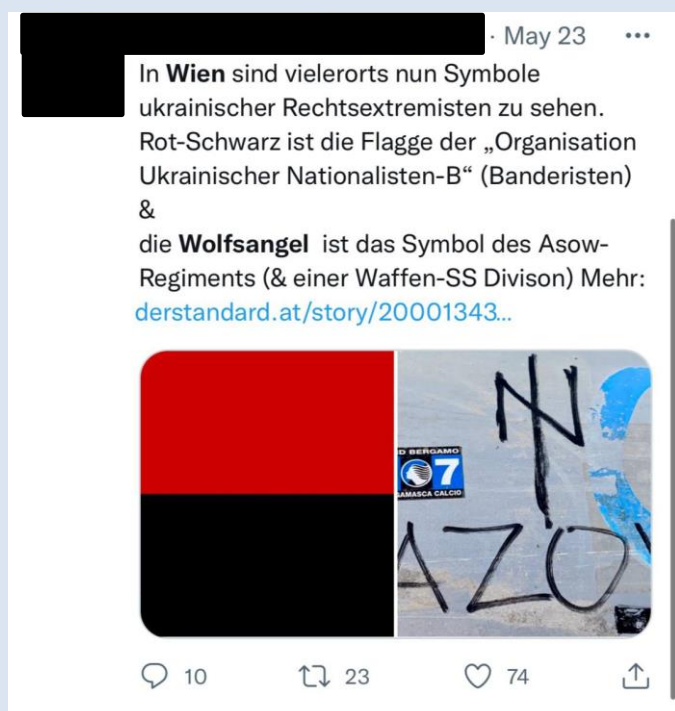 · May 23 •••
In Wien sind vielerorts nun Symbole
ukrainischer Rechtsextremisten zu sehen.
Rot-Schwarz ist die Flagge der „Organisation
Ukrainischer Nationalisten-B“ (Banderisten)
&
die Wolfsangel ist das Symbol des Asow-
Regiments (& einer Waffen-SS Divison) Mehr:
derstandard.at/story/20001343...
D BERGAMO
07
AMASCA CALCIO
AZO
10 23 74